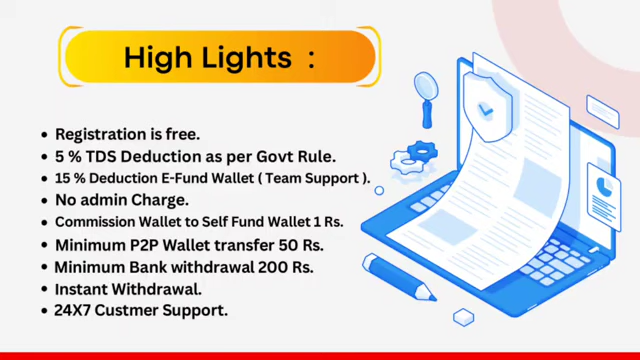 High Lights :
Registration is free.
5 % TDS Deduction as per Govt Rule.
15 % Deduction E-Fund Wallet ( Team Support ).
No admin Charge.
Commission Wallet to Self Fund Wallet 1 Rs.
Minimum P2P Wallet transfer 50 Rs.
Minimum Bank withdrawal 200 Rs.
Instant Withdrawal.
24X7 Custmer Support.